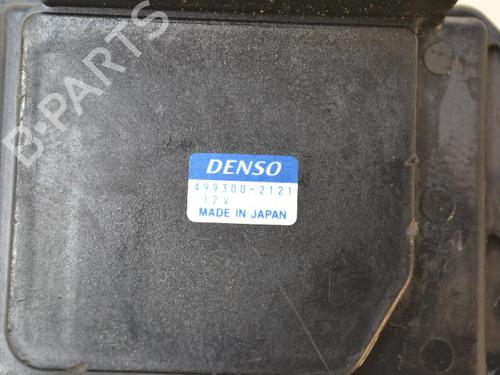 B-PARTS
DENSO
499300-2121
12V
MADE IN JAPAN